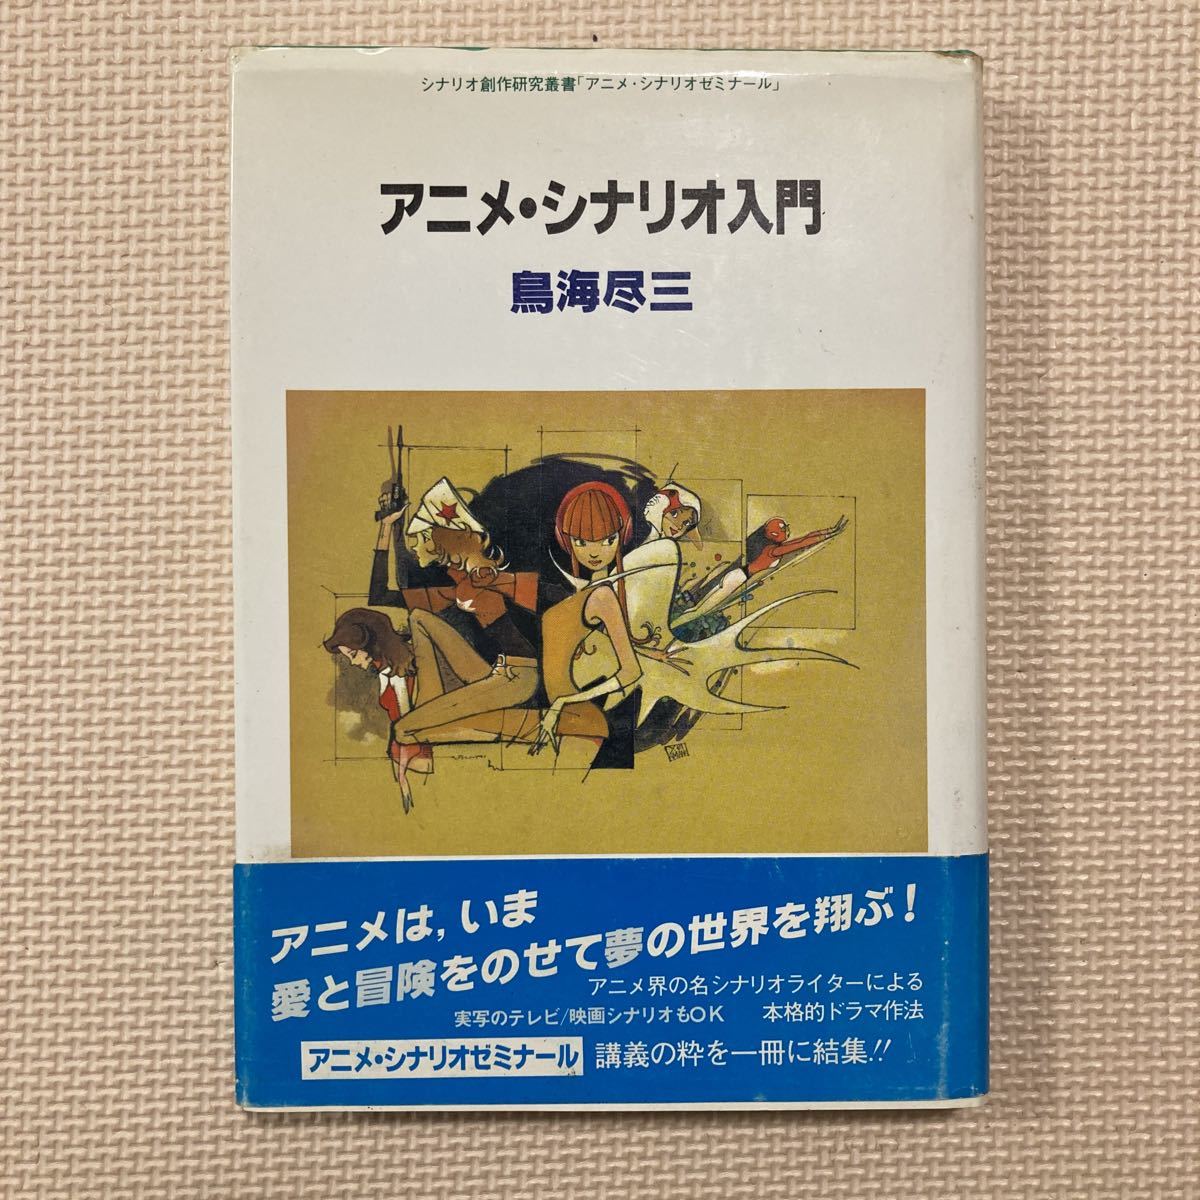 シナリオ創作研究叢書「アニメ・シナリオゼミナール」
アニメ・シナリオ入門
鳥海尽三
アニメは,いま
愛と冒険をのせて夢の世界を翔ぶ!
アニメ界の名シナリオライターによる
実写のテレビ/映画シナリオもOK 本格的ドラマ作法
アニメ・シナリオゼミナール 講義の粋を一冊に結集!!